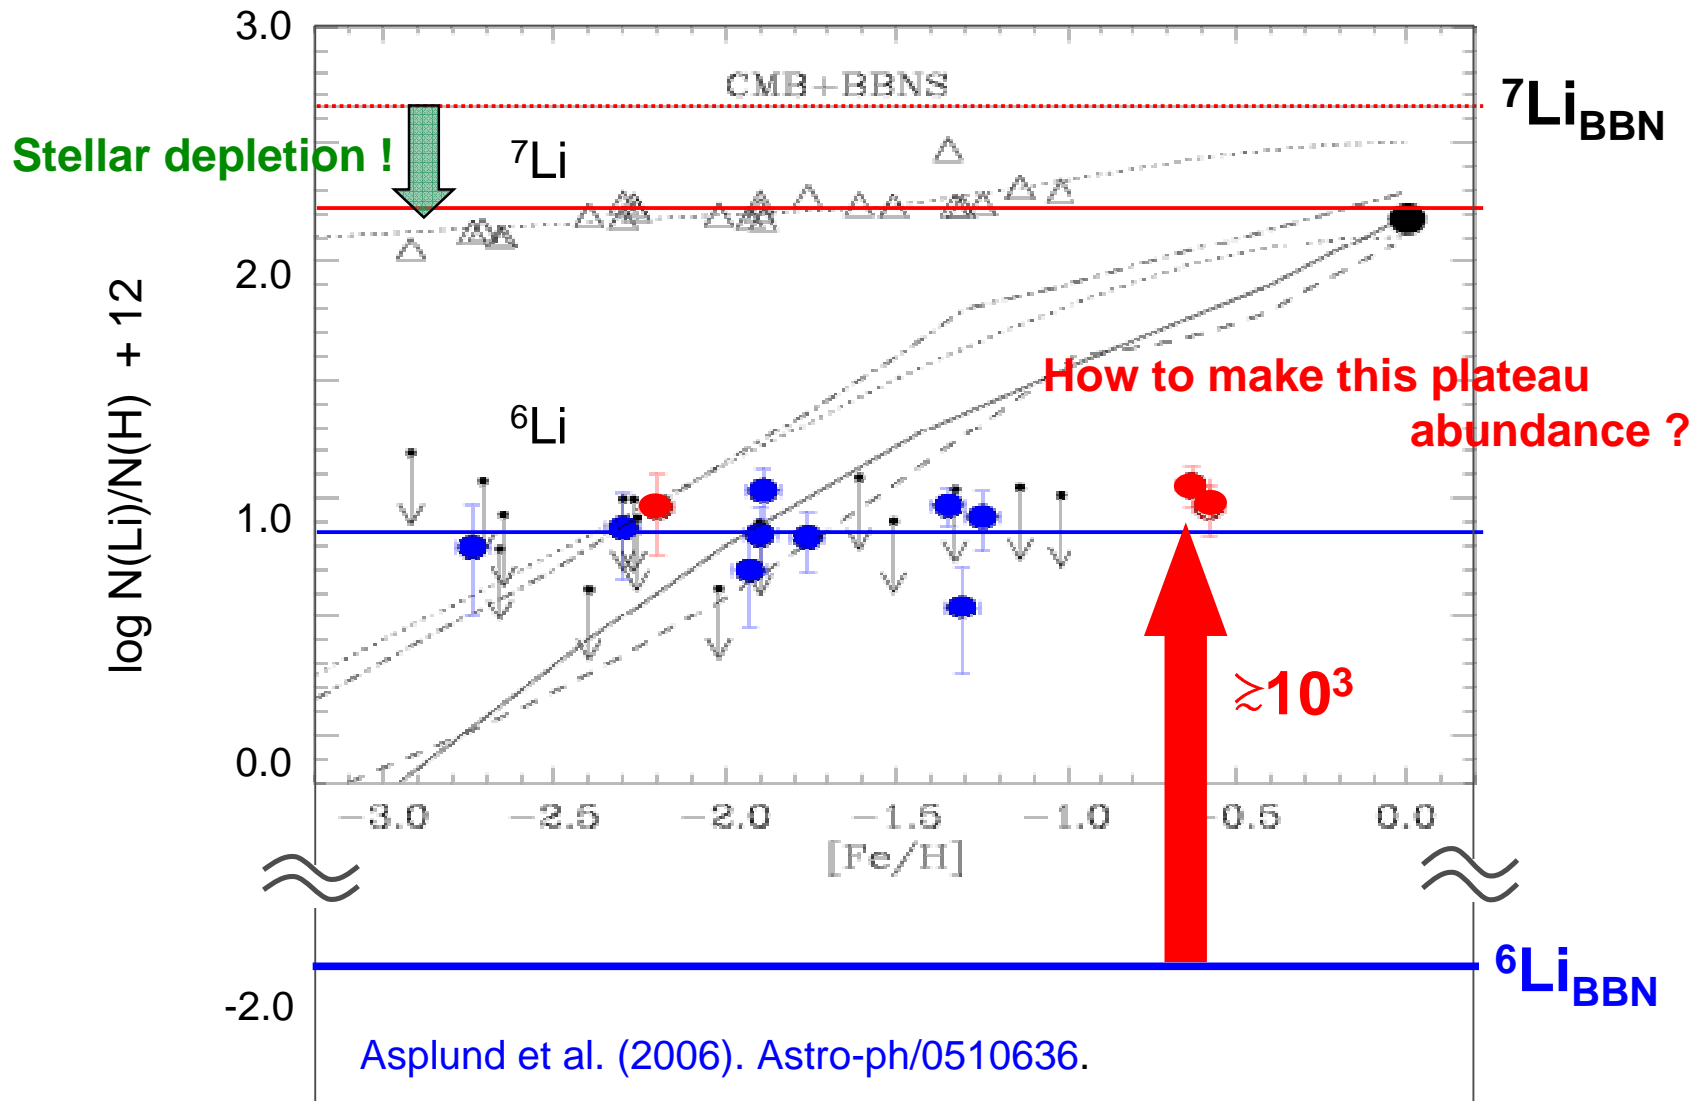 3.0
CMB+BBNS
⁷Li_BBN
Stellar depletion !
⁷Li
2.0
log N(Li)/N(H) + 12
How to make this plateau
abundance ?
⁶Li
1.0
≳10³
0.0
−3.0 −2.5 −2.0 −1.5 −1.0 -0.5 0.0
[Fe/H]
⁶Li_BBN
-2.0
Asplund et al. (2006). Astro-ph/0510636.